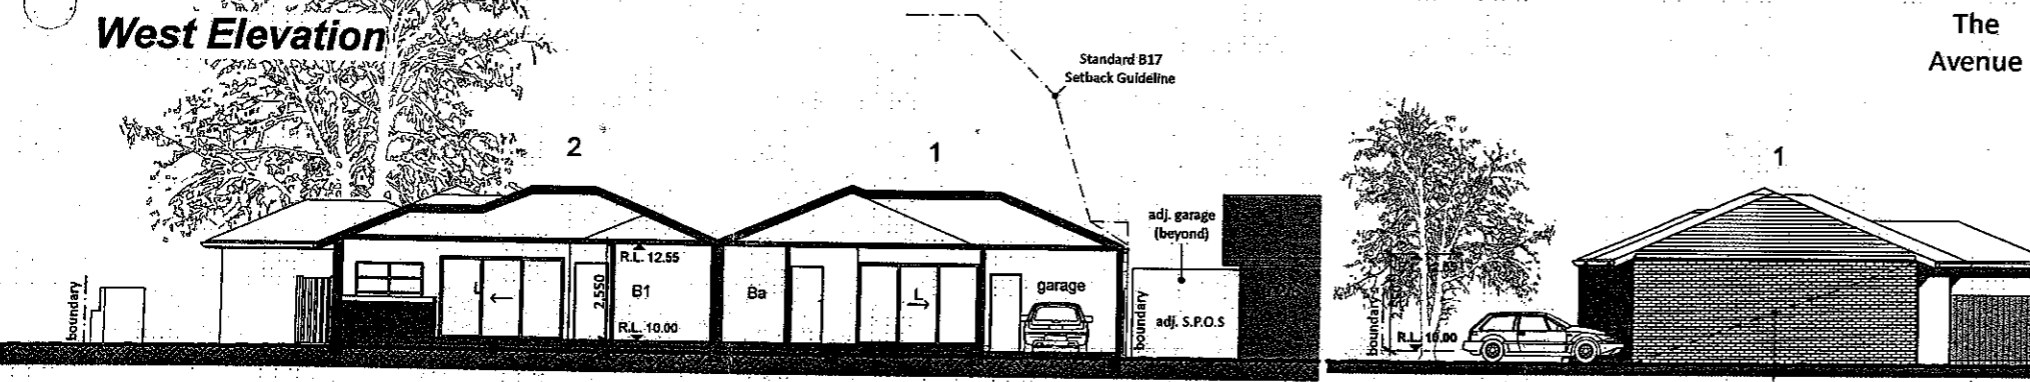 West Elevation
The
Avenue
Standard B17
Setback Guideline
2
1
1
adj. garage
(beyond)
R.L. 12.55
2,550
B1
Ba
garage
R.L. 10.00
boundary
boundary
adj. S.P.O.S
boundary
R.L. 10.00
L
L